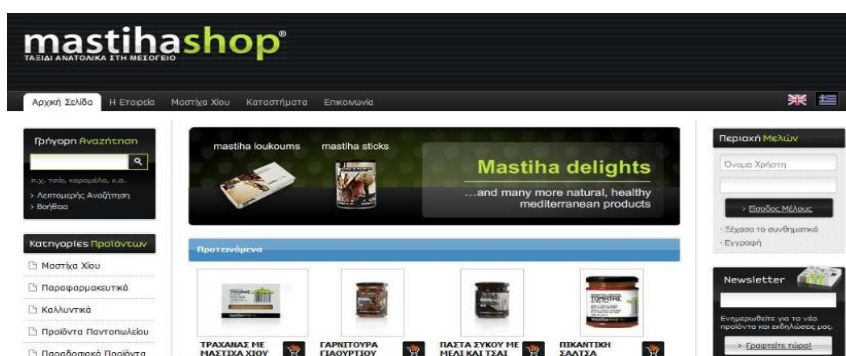 mastihashop®
ΤΑΞΙΔΙ ΑΝΑΤΟΛΙΚΑ ΣΤΗ ΜΕΣΟΓΕΙΟ
Αρχική Σελίδα Η Εταιρεία Μαστίχα Χίου Καταστήματα Επικοινωνία
Γρήγορη Αναζήτηση
π.χ. τσάι, καραμέλα, κ.α.
> Λεπτομερής Αναζήτηση
> Βοήθεια
Κατηγορίες Προϊόντων
Μαστίχα Χίου
Παραφαρμακευτικά
Καλλυντικά
Προϊόντα Παντοπωλείου
Παραδοσιακά Προϊόντα
mastiha loukoums mastiha sticks
Mastiha delights
...and many more natural, healthy
mediterranean products
Προτεινόμενα
ΤΡΑΧΑΝΑΣ ΜΕ
ΜΑΣΤΙΧΑ ΧΙΟΥ
ΓΑΡΝΙΤΟΥΡΑ
ΓΙΑΟΥΡΤΙΟΥ
ΠΑΣΤΑ ΣΥΚΟΥ ΜΕ
ΜΕΛΙ ΚΑΙ ΤΣΑΙ
ΠΙΚΑΝΤΙΚΗ
ΣΑΛΤΣΑ
Περιοχή Μελών
Όνομα Χρήστη
> Είσοδος Μέλους
Ξέχασα το συνθηματικό
Εγγραφή
Newsletter
Ενημερωθείτε για τα νέα
προϊόντα και εκδηλώσεις μας.
> Γραφτείτε τώρα!